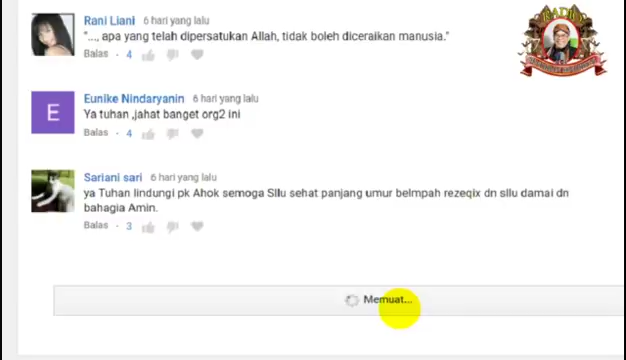 Rani Liani 6 hari yang lalu
"..., apa yang telah dipersatukan Allah, tidak boleh diceraikan manusia."
Balas · 4
Eunike Nindaryanin 6 hari yang lalu
E
Ya tuhan ,jahat banget org2 ini
Balas · 4
Sariani sari 6 hari yang lalu
ya Tuhan lindungi pk Ahok semoga Sllu sehat panjang umur belmpah rezeqix dn sllu damai dn
bahagia Amin.
Balas · 3
Memuat...